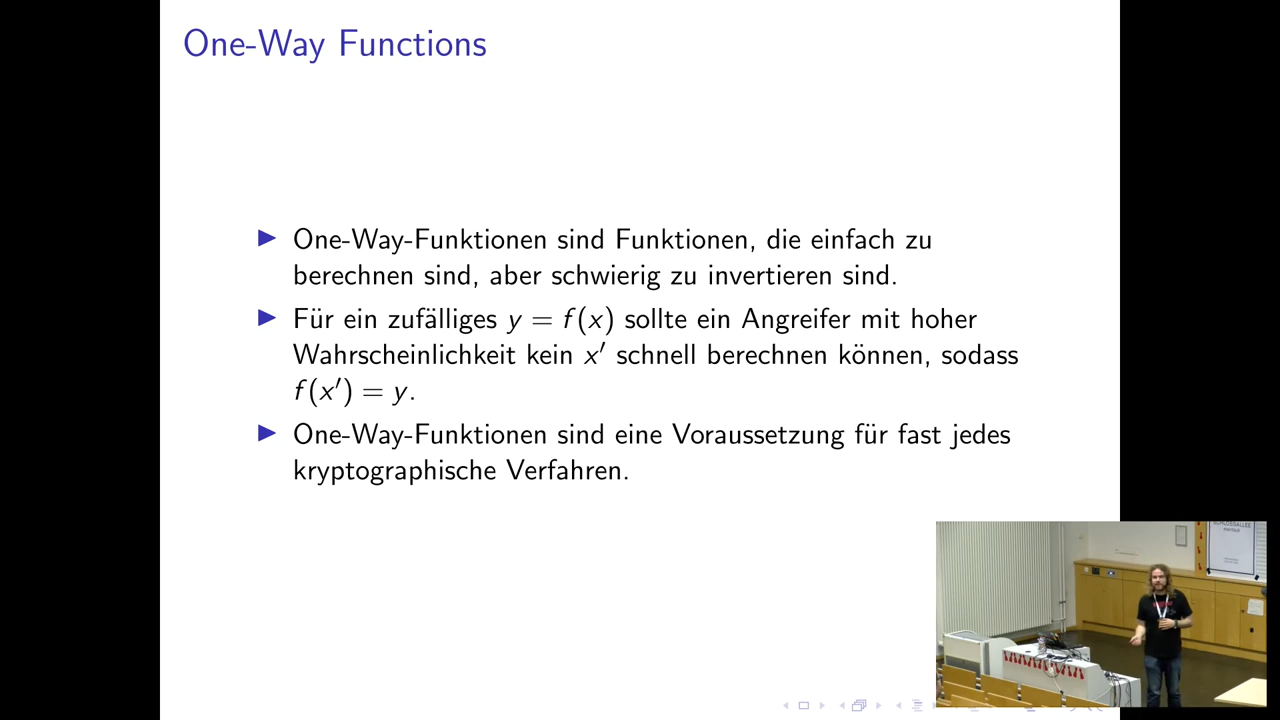 One-Way Functions
One-Way-Funktionen sind Funktionen, die einfach zu
berechnen sind, aber schwierig zu invertieren sind.
Für ein zufälliges y = f(x) sollte ein Angreifer mit hoher
Wahrscheinlichkeit kein x′ schnell berechnen können, sodass
f(x′) = y.
One-Way-Funktionen sind eine Voraussetzung für fast jedes
kryptographische Verfahren.
SCHLOSSALLEE